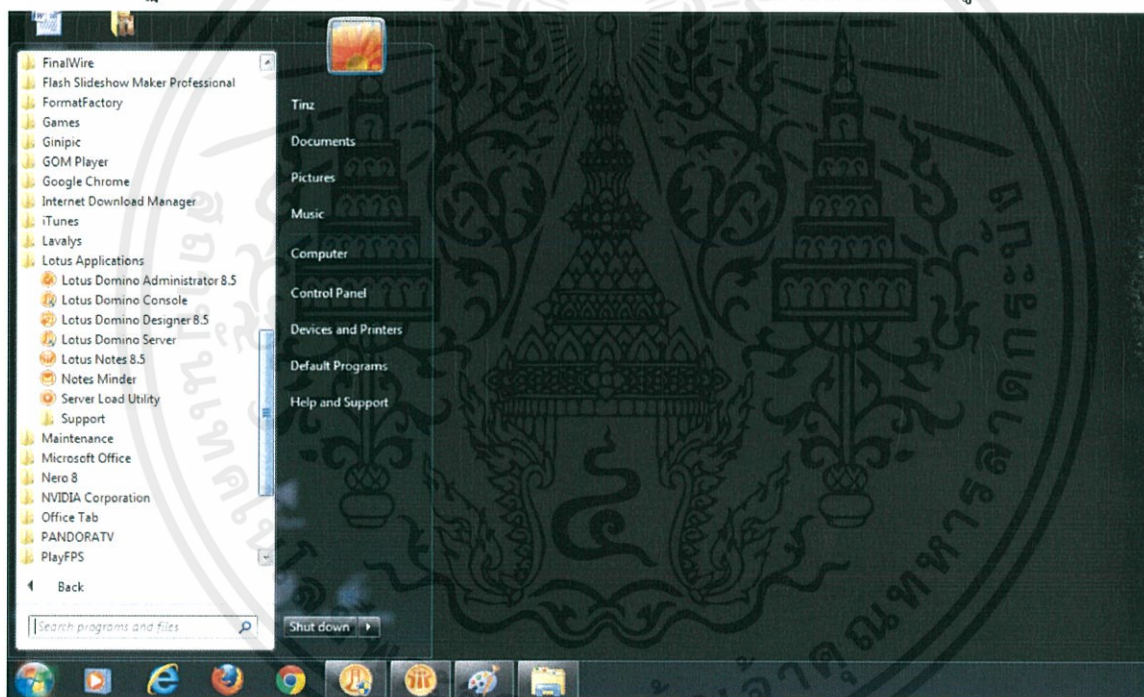 FinalWire
Flash Slideshow Maker Professional
FormatFactory
Games
Ginipic
GOM Player
Google Chrome
Internet Download Manager
iTunes
Lavalys
Lotus Applications
Lotus Domino Administrator 8.5
Lotus Domino Console
Lotus Domino Designer 8.5
Lotus Domino Server
Lotus Notes 8.5
Notes Minder
Server Load Utility
Support
Maintenance
Microsoft Office
Nero 8
NVIDIA Corporation
Office Tab
PANDORATV
PlayFPS
Back
Search programs and files
Tinz
Documents
Pictures
Music
Computer
Control Panel
Devices and Printers
Default Programs
Help and Support
Shut down